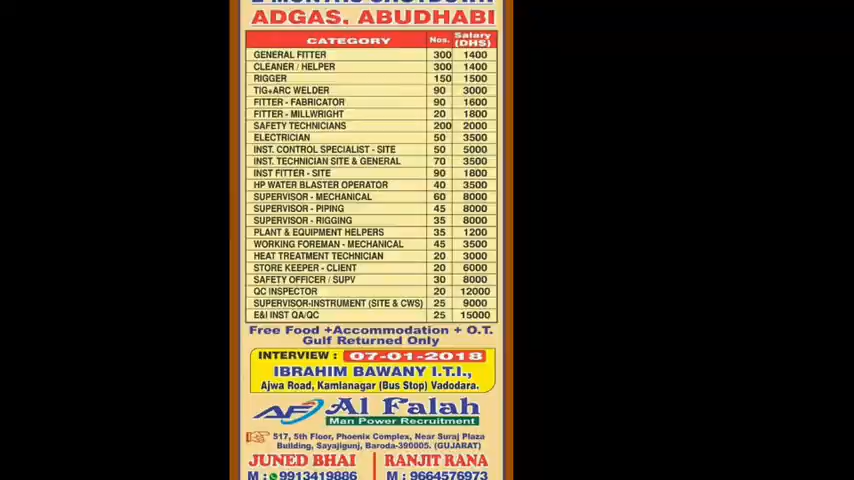 2 MONTHS SHUTDOWN
ADGAS, ABUDHABI
CATEGORY Nos. Salary (DHS)
GENERAL FITTER 300 1400
CLEANER / HELPER 300 1400
RIGGER 150 1500
TIG+ARC WELDER 90 3000
FITTER - FABRICATOR 90 1600
FITTER - MILLWRIGHT 20 1800
SAFETY TECHNICIANS 200 2000
ELECTRICIAN 50 3500
INST. CONTROL SPECIALIST - SITE 50 5000
INST. TECHNICIAN SITE & GENERAL 70 3500
INST FITTER - SITE 90 1800
HP WATER BLASTER OPERATOR 40 3500
SUPERVISOR - MECHANICAL 60 8000
SUPERVISOR - PIPING 45 8000
SUPERVISOR - RIGGING 35 8000
PLANT & EQUIPMENT HELPERS 35 1200
WORKING FOREMAN - MECHANICAL 45 3500
HEAT TREATMENT TECHNICIAN 20 3000
STORE KEEPER - CLIENT 20 6000
SAFETY OFFICER / SUPV 30 8000
QC INSPECTOR 20 12000
SUPERVISOR-INSTRUMENT (SITE & CWS) 25 9000
E&I INST QA/QC 25 15000
Free Food +Accommodation + O.T.
Gulf Returned Only
INTERVIEW : 07-01-2018
IBRAHIM BAWANY I.T.I.,
Ajwa Road, Kamlanagar (Bus Stop) Vadodara.
AF Al Falah
Man Power Recruitment
517, 5th Floor, Phoenix Complex, Near Suraj Plaza
Building, Sayajigunj, Baroda-390005. (GUJARAT)
JUNED BHAI RANJIT RANA
M : 9913419886 M : 9664576973